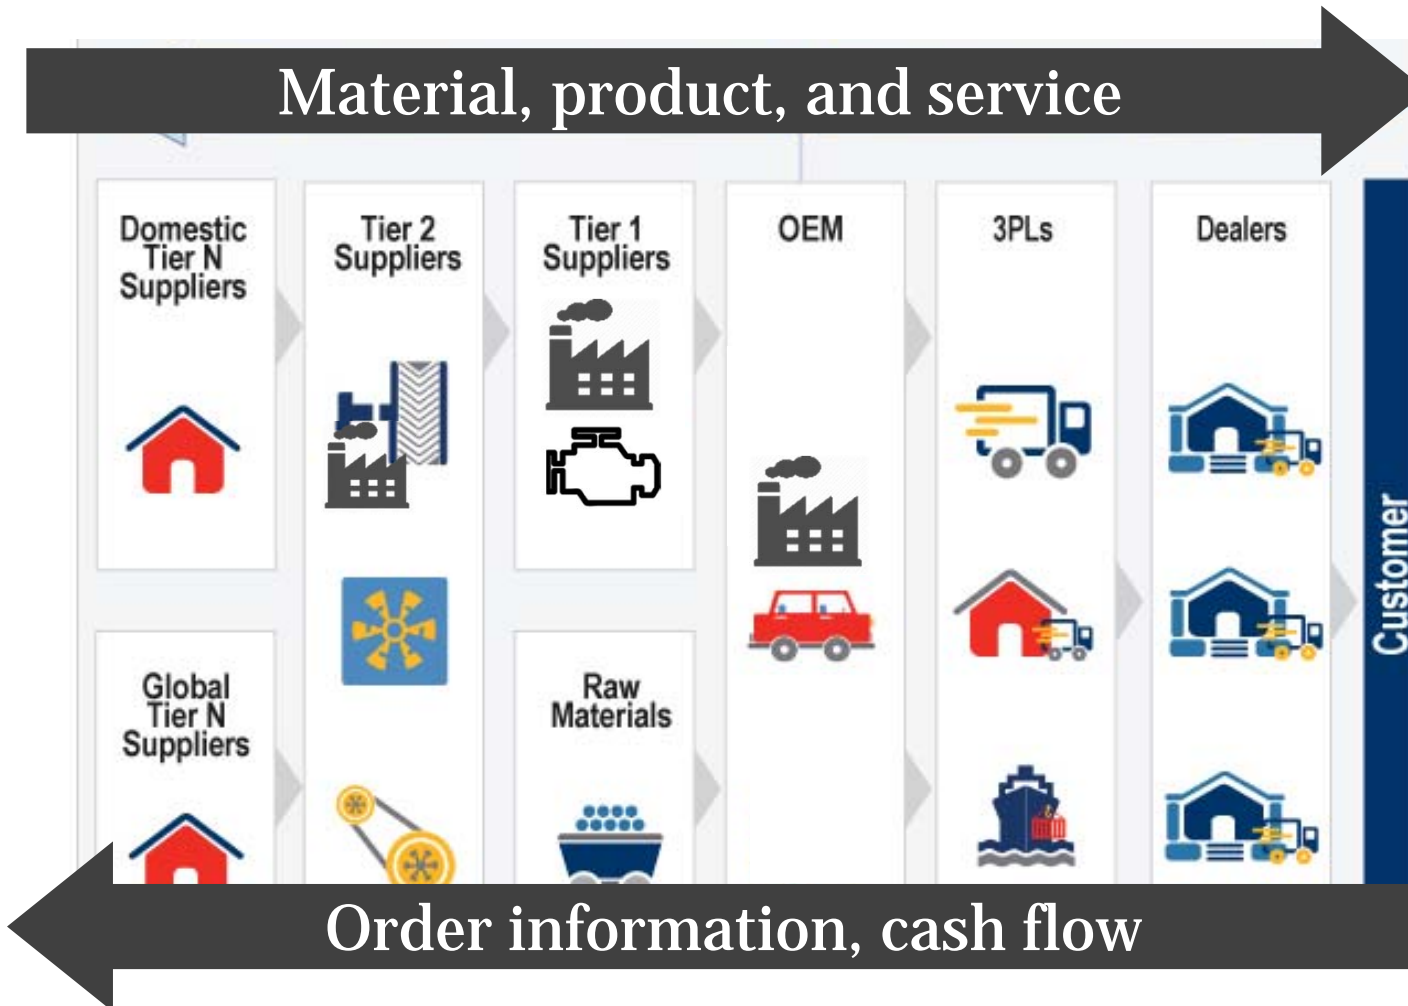 Material, product, and service
Domestic
Tier N
Suppliers
Tier 2
Suppliers
Tier 1
Suppliers
OEM
3PLs
Dealers
Customer
Global
Tier N
Suppliers
Raw
Materials
Order information, cash flow